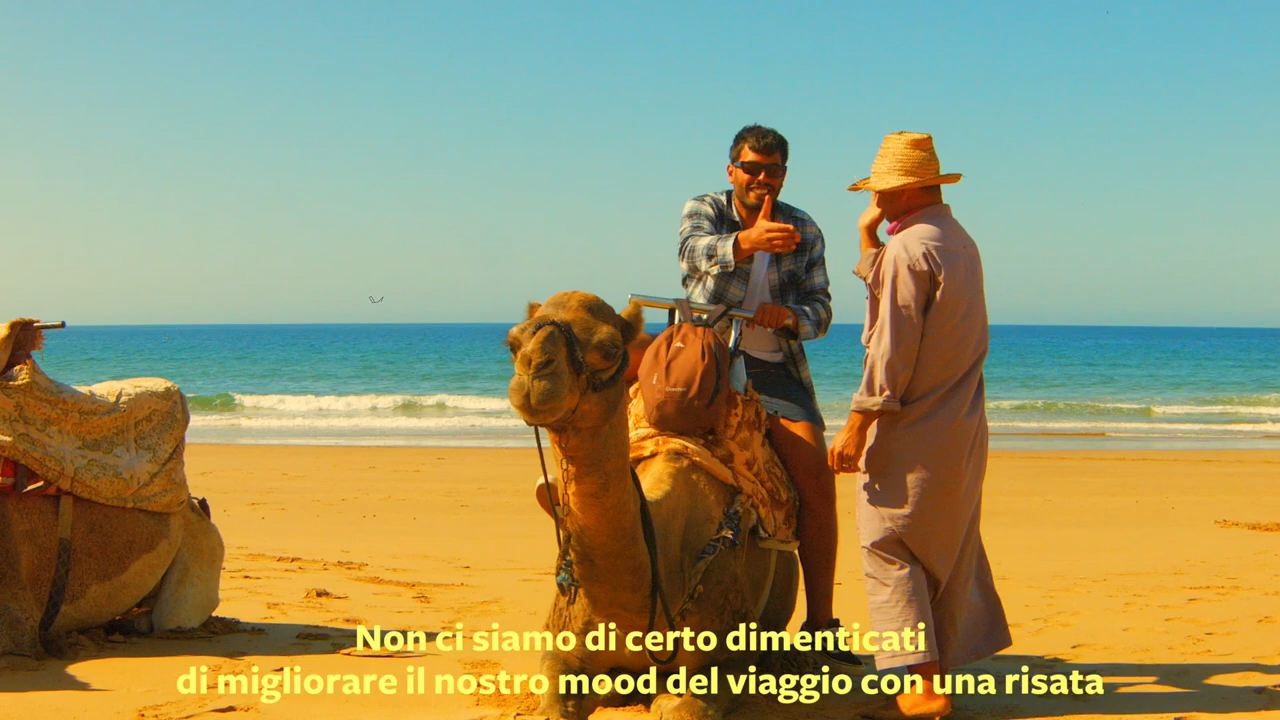 Non ci siamo di certo dimenticati
di migliorare il nostro mood del viaggio con una risata